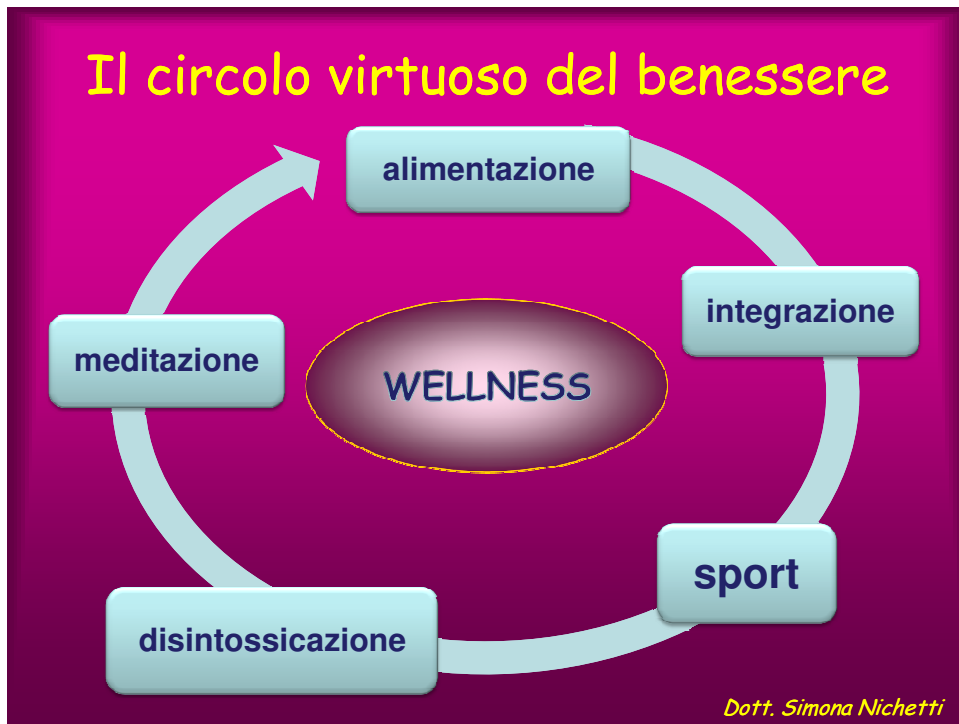 Il circolo virtuoso del benessere
alimentazione
integrazione
sport
disintossicazione
meditazione
WELLNESS
Dott. Simona Nichetti